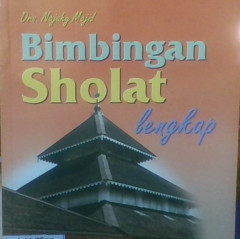 Drs. Najahy Majid
Bimbingan
Sholat
lengkap